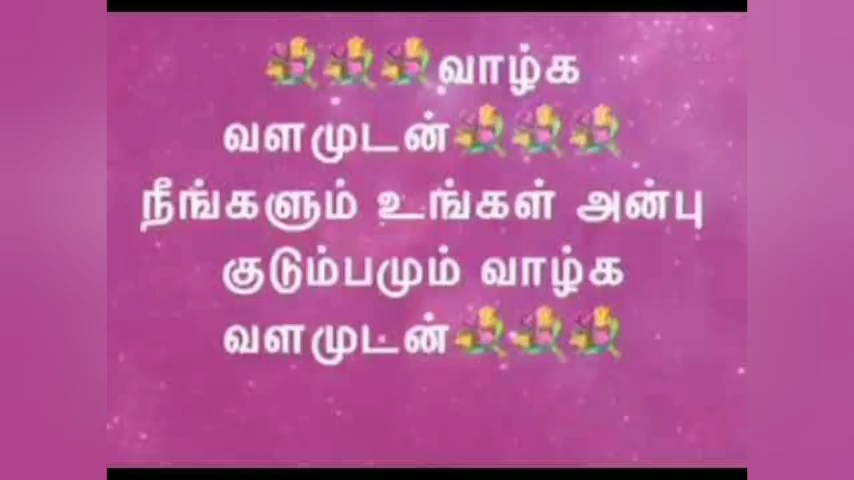 💐💐💐வாழ்க
வளமுடன்💐💐💐
நீங்களும் உங்கள் அன்பு
குடும்பமும் வாழ்க
வளமுடன்💐💐💐